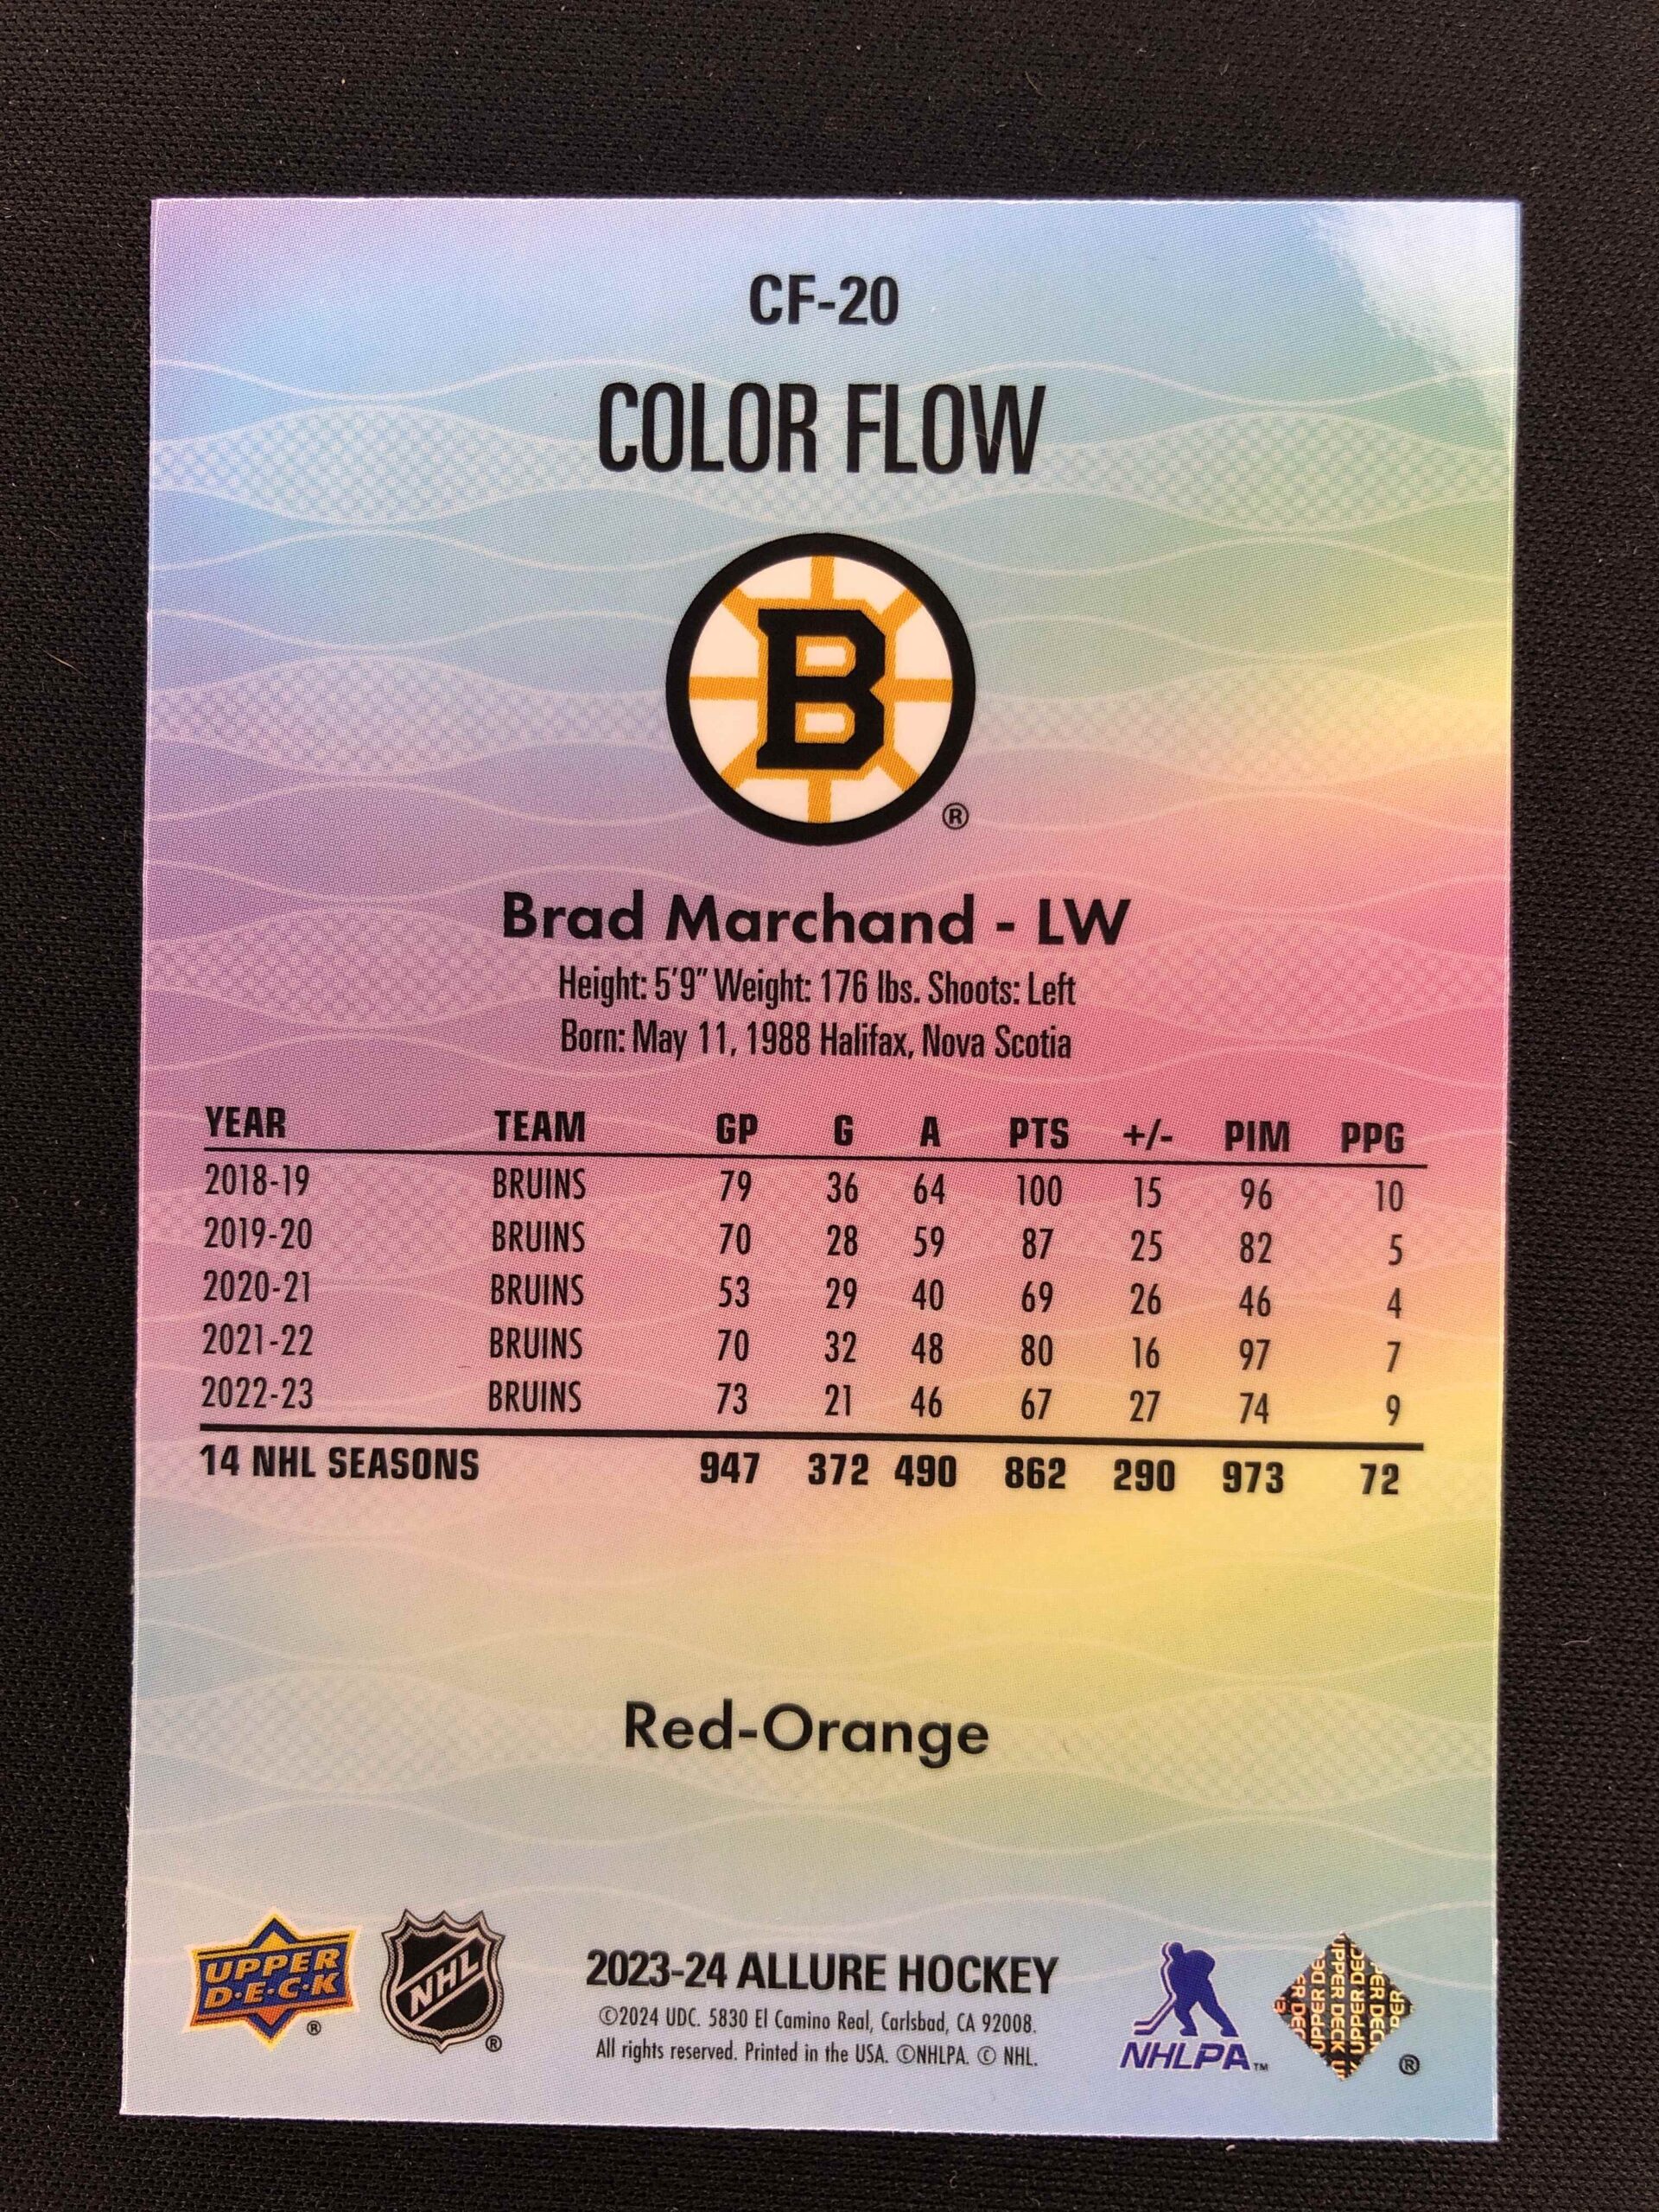 CF-20
COLOR FLOW
B
®
Brad Marchand - LW
Height: 5'9" Weight: 176 lbs. Shoots: Left
Born: May 11, 1988 Halifax, Nova Scotia
YEAR TEAM GP G A PTS +/- PIM PPG
2018-19 BRUINS 79 36 64 100 15 96 10
2019-20 BRUINS 70 28 59 87 25 82 5
2020-21 BRUINS 53 29 40 69 26 46 4
2021-22 BRUINS 70 32 48 80 16 97 7
2022-23 BRUINS 73 21 46 67 27 74 9
14 NHL SEASONS 947 372 490 862 290 973 72
Red-Orange
UPPER
D·E·C·K
®
NHL
®
2023-24 ALLURE HOCKEY
©2024 UDC. 5830 El Camino Real, Carlsbad, CA 92008.
All rights reserved. Printed in the USA. ©NHLPA. © NHL.
NHLPA™
UPPER DECK
®